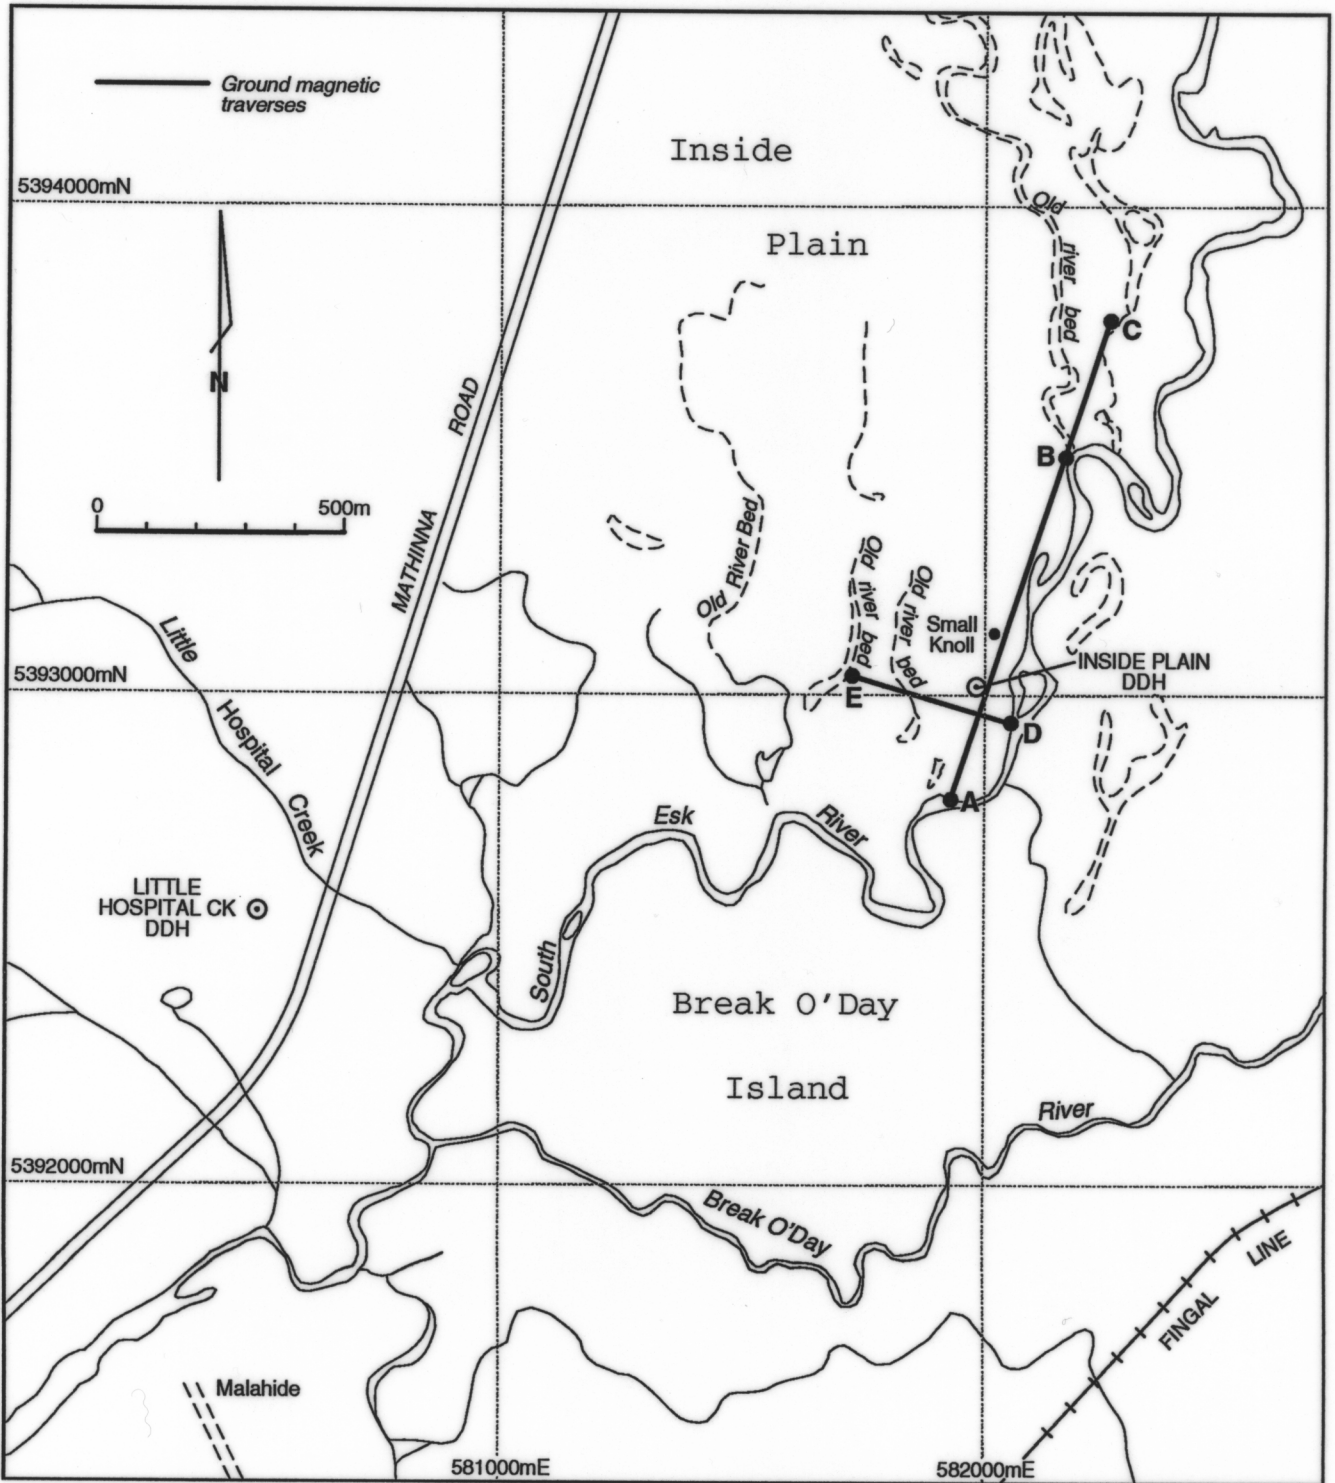 Ground magnetic
traverses
Inside
5394000mN
Old
Plain
river bed
C
N
ROAD
B
0 500m
MATHINNA
Old River Bed
Old river bed
Old river bed
Little
Small
Knoll
INSIDE PLAIN
DDH
5393000mN
E
D
Hospital
A
Creek
Esk
River
LITTLE
HOSPITAL CK
DDH
South
Break O'Day
Island
River
5392000mN
Break O'Day
LINE
FINGAL
Malahide
581000mE
582000mE